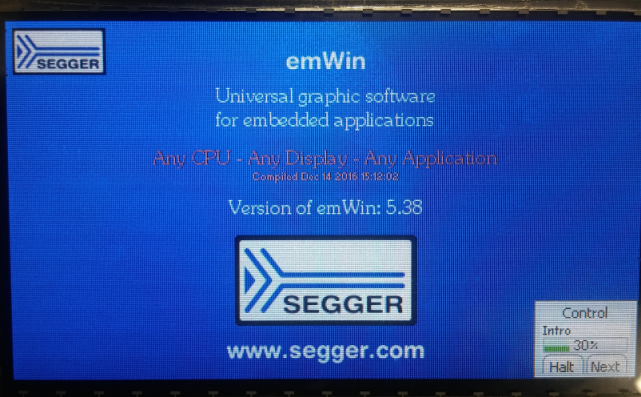 SEGGER
emWin
Universal graphic software
for embedded applications
Any CPU - Any Display - Any Application
Compiled Dec 14 2016 15:12:02
Version of emWin: 5.38
SEGGER
www.segger.com
Control
Intro
30%
Halt Next